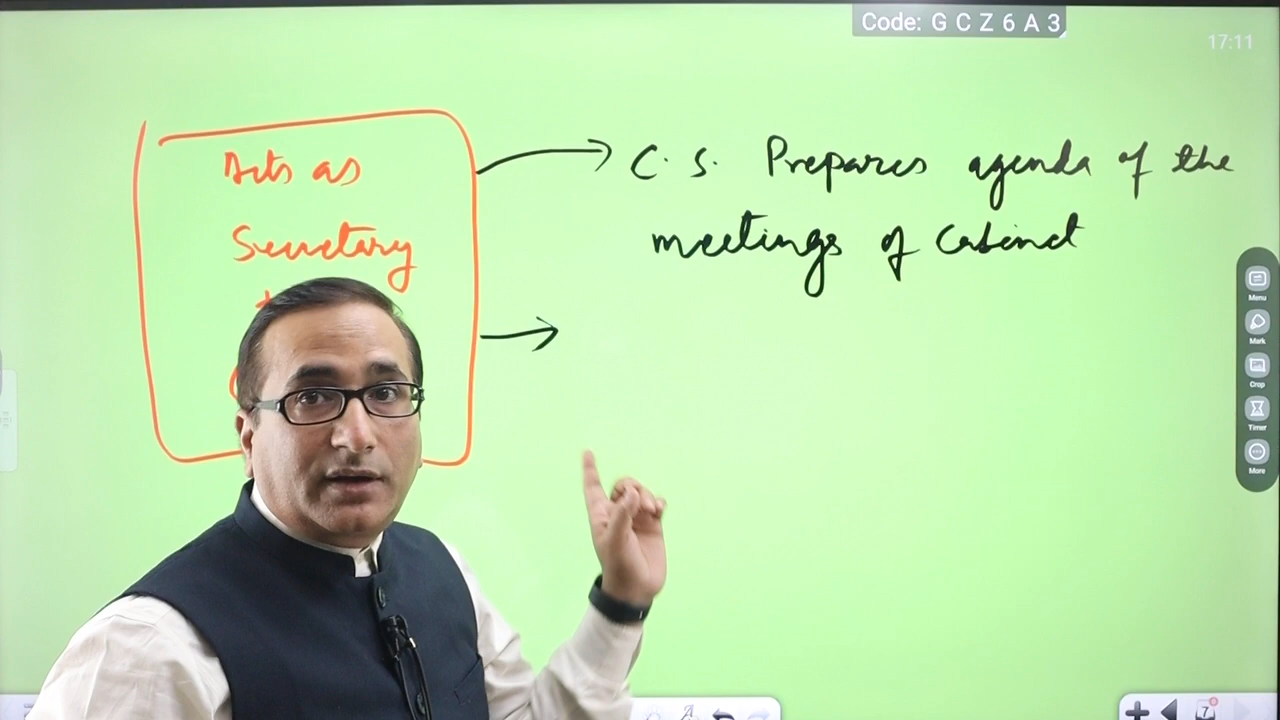 Code: G C Z 6 A 3
17:11
Acts as
Secretary
C. S. Prepares agenda of the
meetings of Cabinet
Menu
Mark
Crop
Timer
More
7